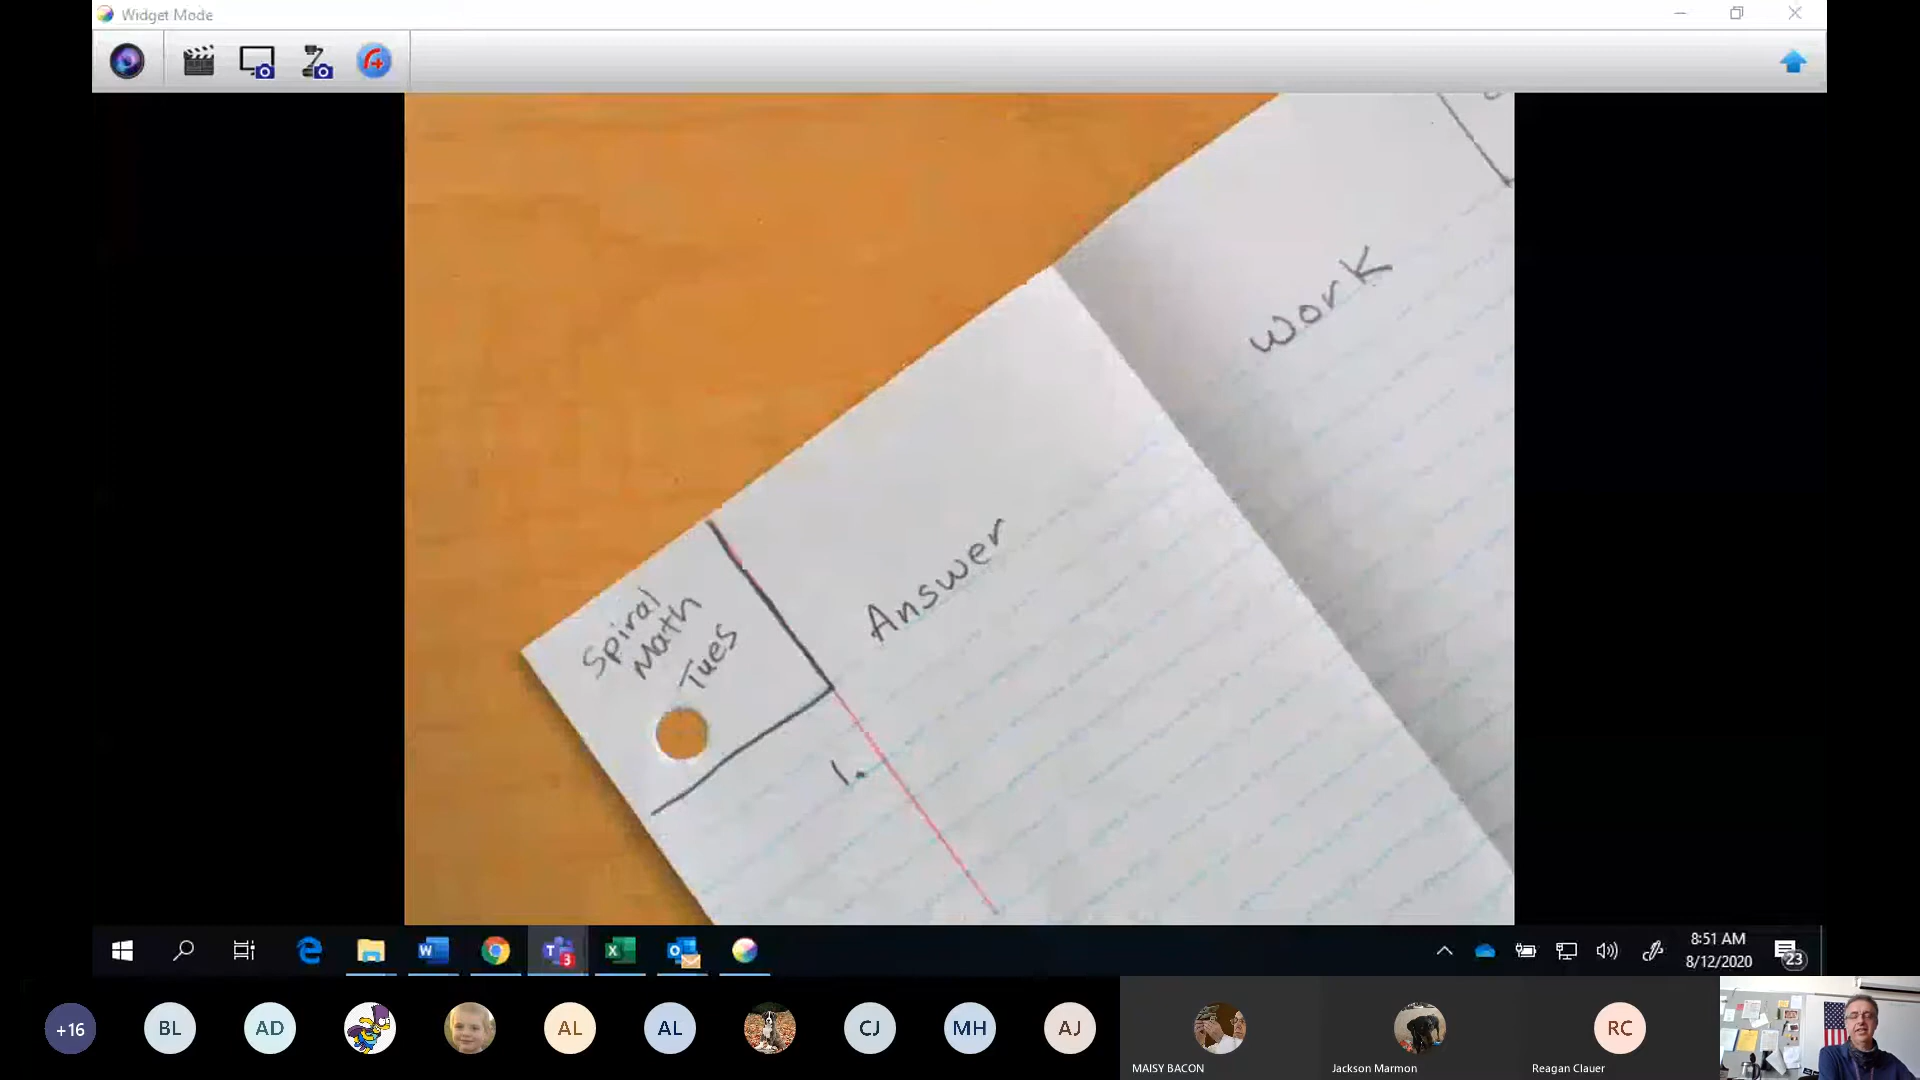 Widget Mode
Work
Answer
Spiral
Math
Tues
1.
8:51 AM
8/12/2020
23
3
+16
BL
AD
AL
AL
CJ
MH
AJ
RC
MAISY BACON
Jackson Marmon
Reagan Clauer